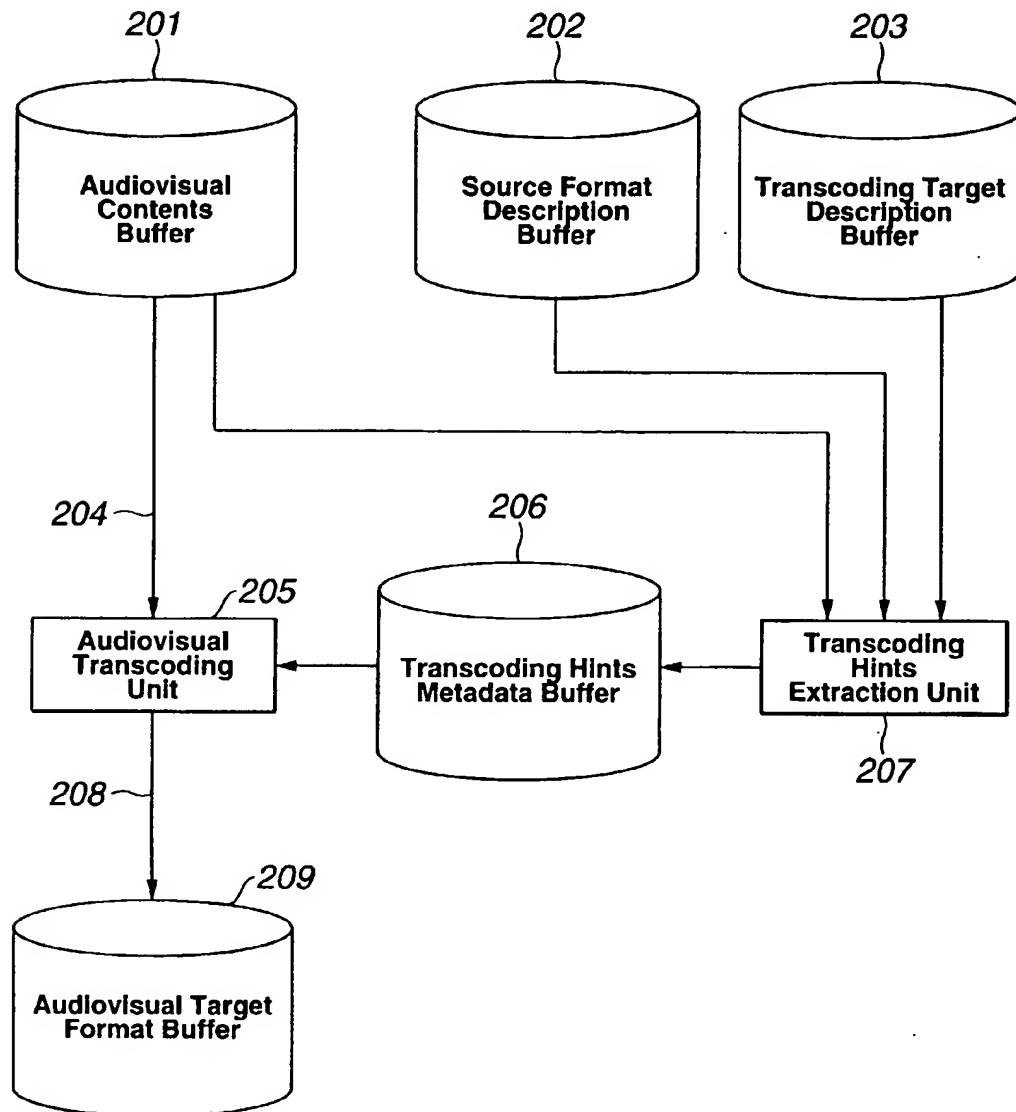 201
202
203
Audiovisual
Contents
Buffer
Source Format
Description
Buffer
Transcoding Target
Description
Buffer
204
205
206
Audiovisual
Transcoding
Unit
Transcoding Hints
Metadata Buffer
Transcoding
Hints
Extraction Unit
207
208
209
Audiovisual Target
Format Buffer